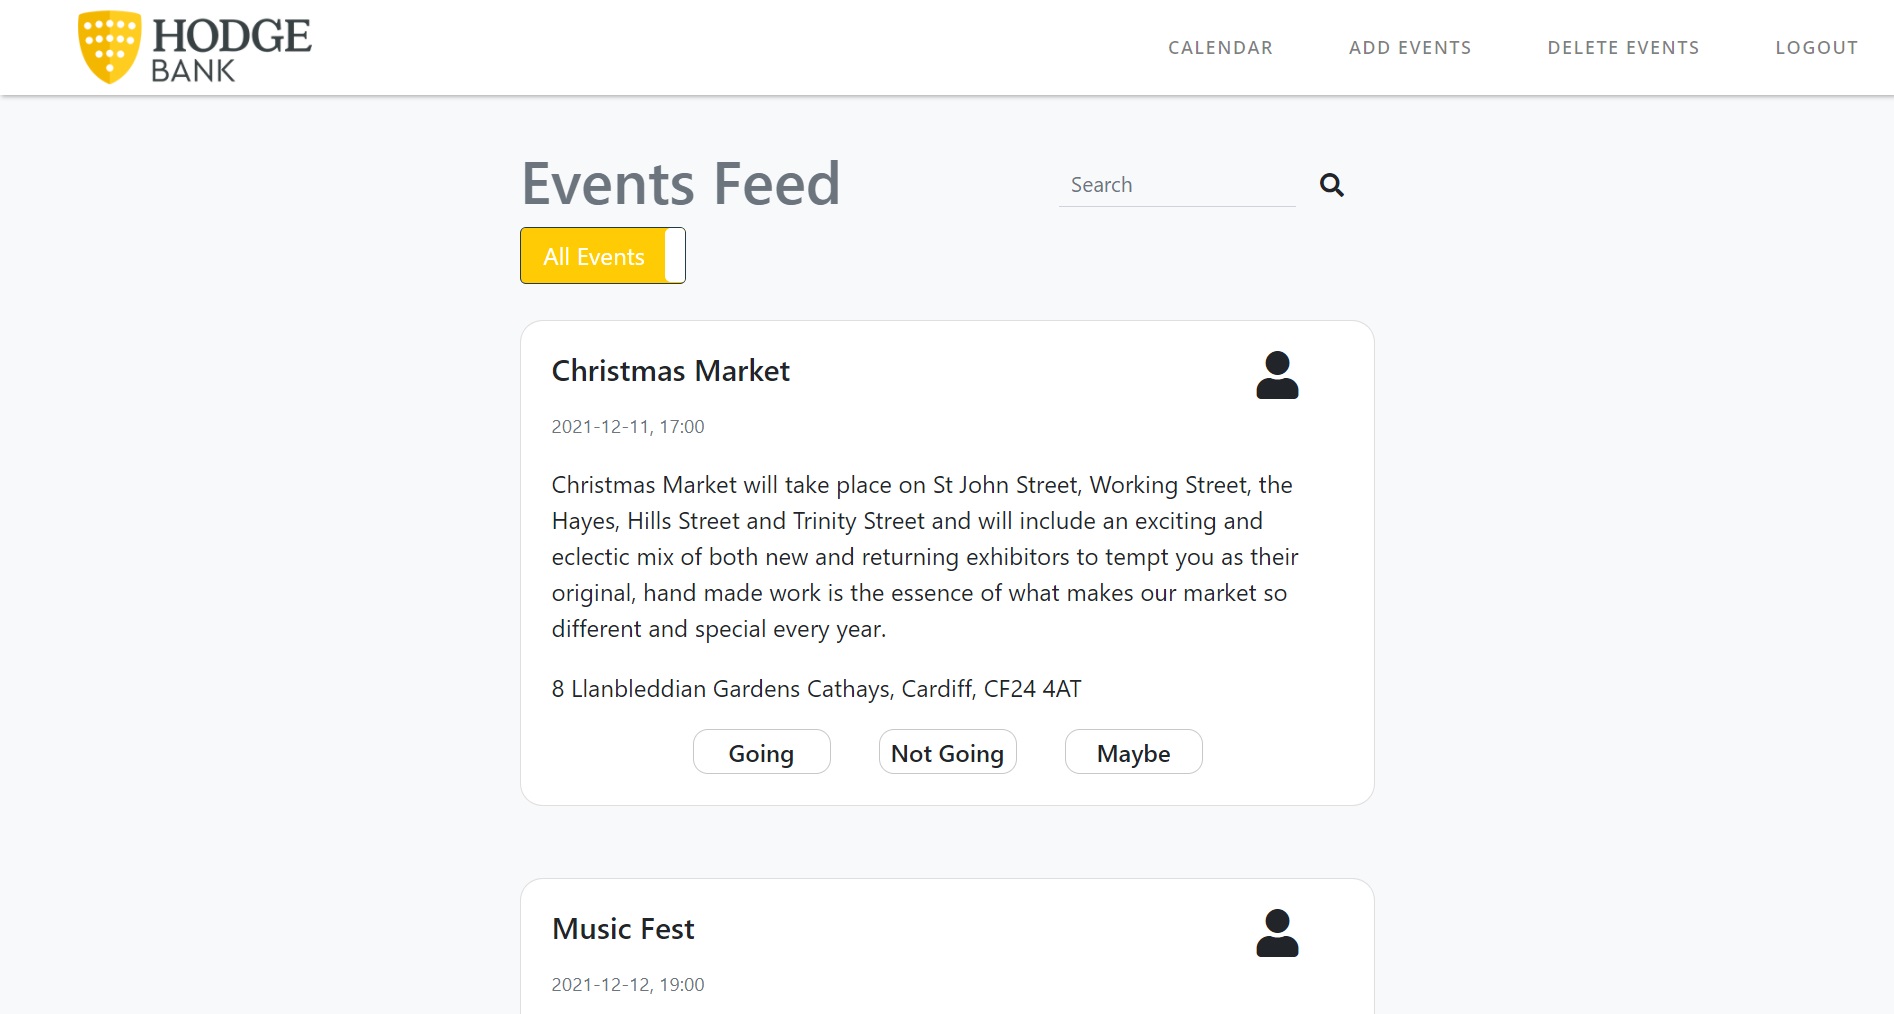 HODGE
BANK
CALENDAR
ADD EVENTS
DELETE EVENTS
LOGOUT
Events Feed
Search
All Events
Christmas Market
2021-12-11, 17:00
Christmas Market will take place on St John Street, Working Street, the
Hayes, Hills Street and Trinity Street and will include an exciting and
eclectic mix of both new and returning exhibitors to tempt you as their
original, hand made work is the essence of what makes our market so
different and special every year.
8 Llanbleddian Gardens Cathays, Cardiff, CF24 4AT
Going
Not Going
Maybe
Music Fest
2021-12-12, 19:00